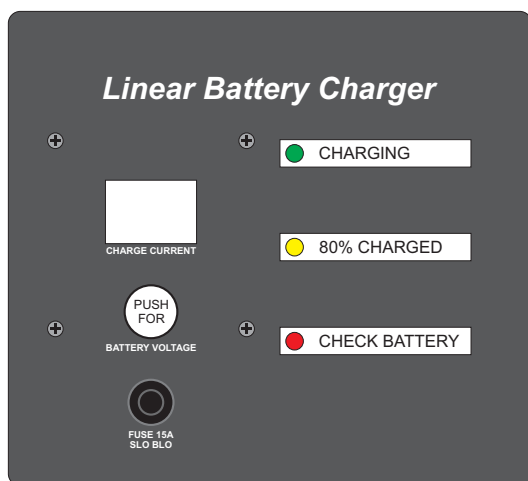 Linear Battery Charger
CHARGING
CHARGE CURRENT
80% CHARGED
PUSH
FOR
BATTERY VOLTAGE
CHECK BATTERY
FUSE 15A
SLO BLO